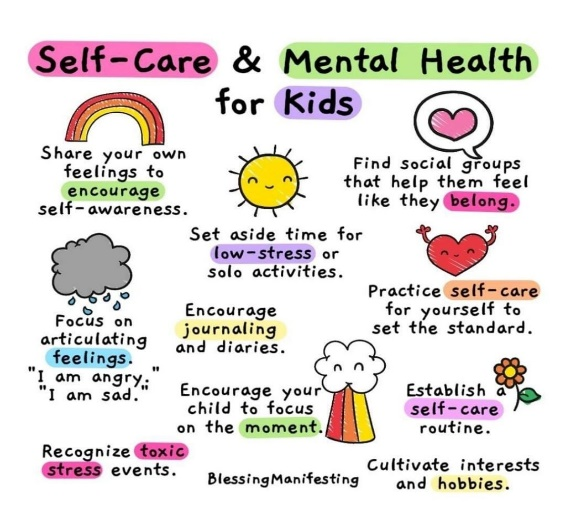 Self-Care & Mental Health
for Kids
Share your own
feelings to
encourage
self-awareness.
Find social groups
that help them feel
like they belong.
Set aside time for
low-stress or
solo activities.
Focus on
articulating
feelings.
"I am angry."
"I am sad."
Encourage
journaling
and diaries.
Practice self-care
for yourself to
set the standard.
Encourage your
child to focus
on the moment.
Establish a
self-care
routine.
Recognize toxic
stress events.
BlessingManifesting
Cultivate interests
and hobbies.